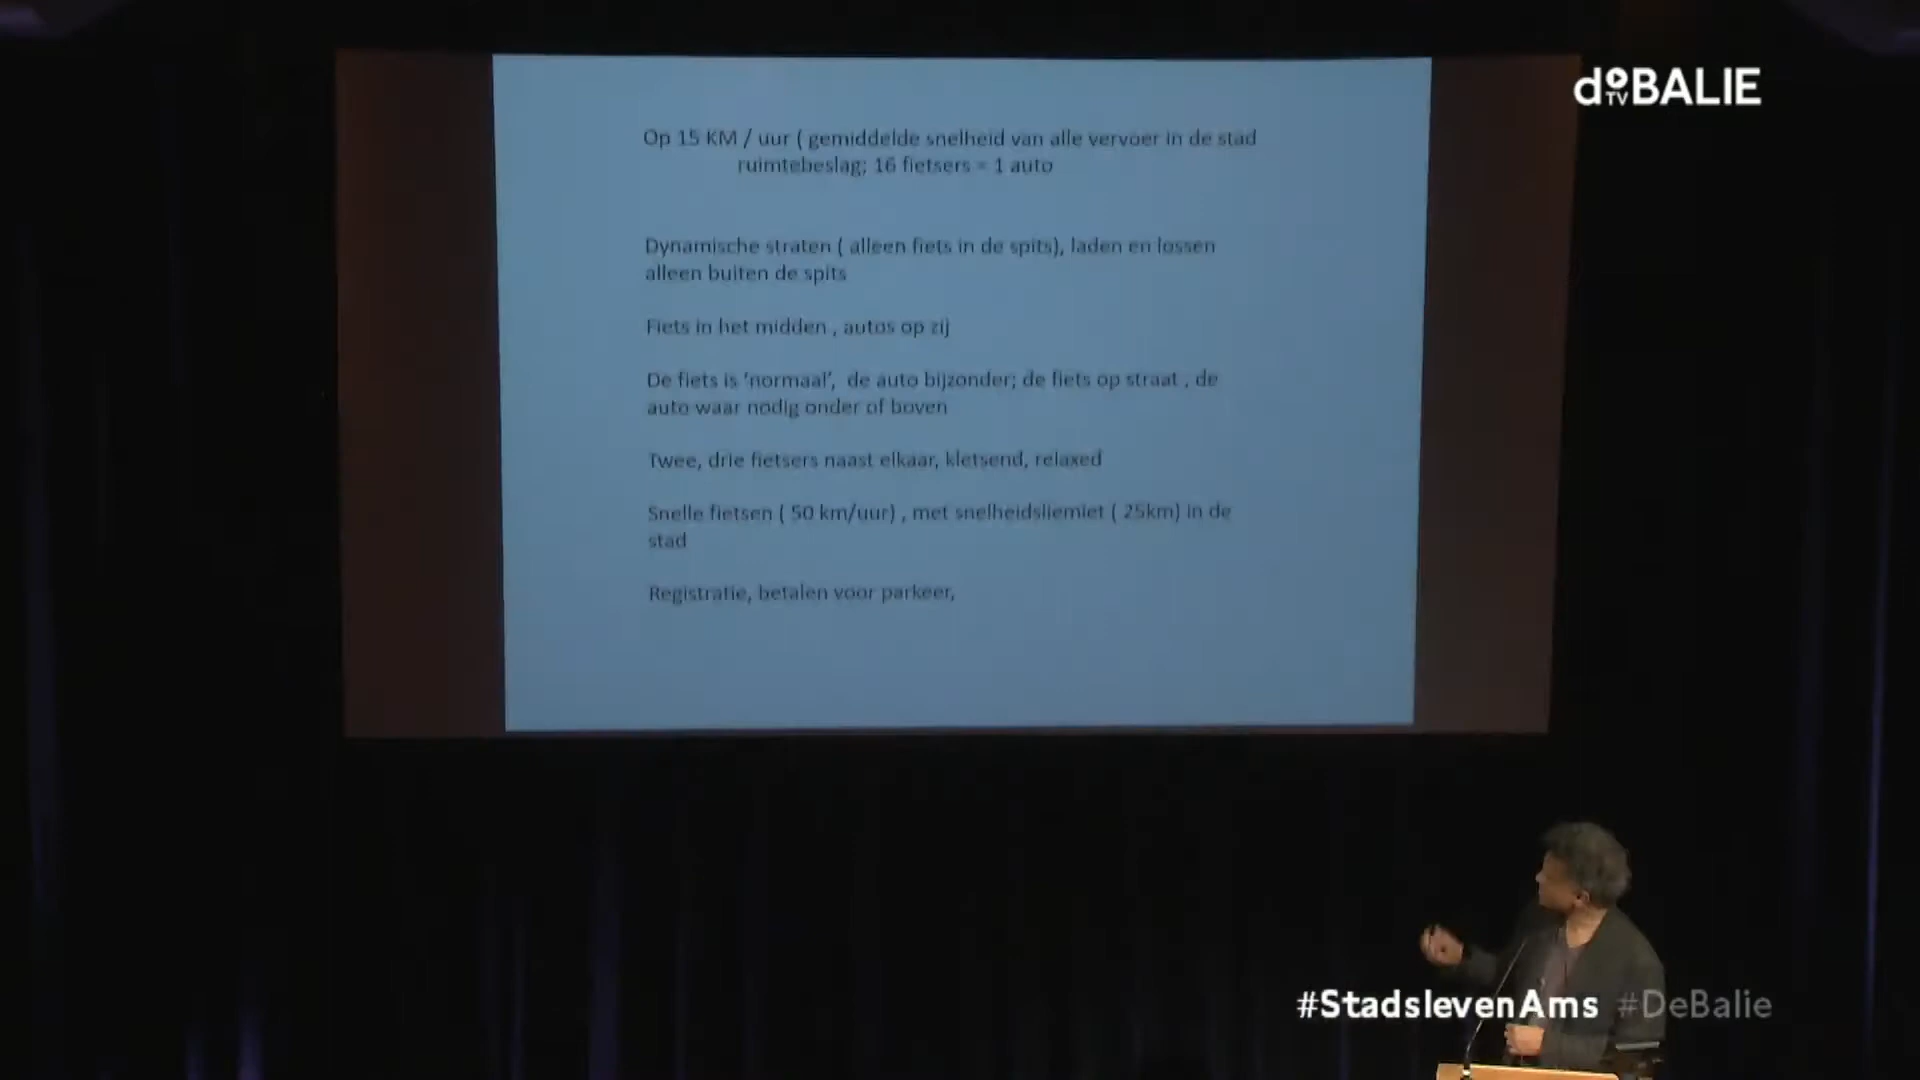 deBALIE
TV
Op 15 KM / uur ( gemiddelde snelheid van alle vervoer in de stad
ruimtebeslag; 16 fietsers = 1 auto
Dynamische straten ( alleen fiets in de spits), laden en lossen
alleen buiten de spits
Fiets in het midden , autos op zij
De fiets is ‘normaal’, de auto bijzonder; de fiets op straat , de
auto waar nodig onder of boven
Twee, drie fietsers naast elkaar, kletsend, relaxed
Snelle fietsen ( 50 km/uur) , met snelheidsliemiet ( 25km) in de
stad
Registratie, betalen voor parkeer,
#StadslevenAms #DeBalie